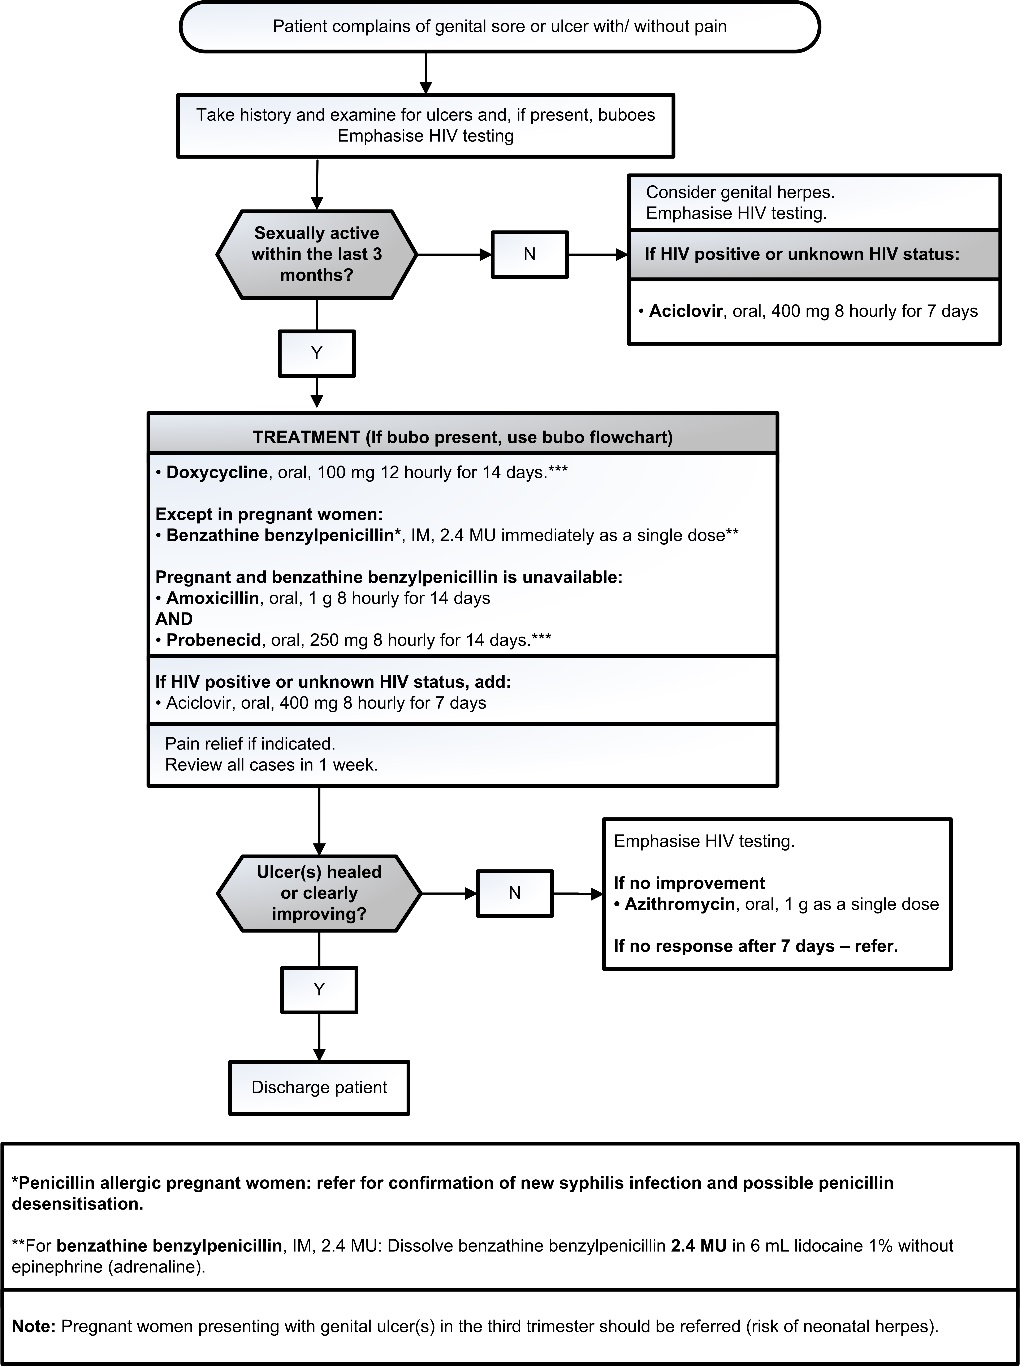 Patient complains of genital sore or ulcer with/ without pain
Take history and examine for ulcers and, if present, buboes
Emphasise HIV testing
Sexually active
within the last 3
months?
N
Consider genital herpes.
Emphasise HIV testing.
If HIV positive or unknown HIV status:
• Aciclovir, oral, 400 mg 8 hourly for 7 days
Y
TREATMENT (If bubo present, use bubo flowchart)
• Doxycycline, oral, 100 mg 12 hourly for 14 days.***
Except in pregnant women:
• Benzathine benzylpenicillin*, IM, 2.4 MU immediately as a single dose**
Pregnant and benzathine benzylpenicillin is unavailable:
• Amoxicillin, oral, 1 g 8 hourly for 14 days
AND
• Probenecid, oral, 250 mg 8 hourly for 14 days.***
If HIV positive or unknown HIV status, add:
• Aciclovir, oral, 400 mg 8 hourly for 7 days
Pain relief if indicated.
Review all cases in 1 week.
Ulcer(s) healed
or clearly
improving?
N
Emphasise HIV testing.
If no improvement
• Azithromycin, oral, 1 g as a single dose
If no response after 7 days – refer.
Y
Discharge patient
*Penicillin allergic pregnant women: refer for confirmation of new syphilis infection and possible penicillin
desensitisation.
**For benzathine benzylpenicillin, IM, 2.4 MU: Dissolve benzathine benzylpenicillin 2.4 MU in 6 mL lidocaine 1% without
epinephrine (adrenaline).
Note: Pregnant women presenting with genital ulcer(s) in the third trimester should be referred (risk of neonatal herpes).